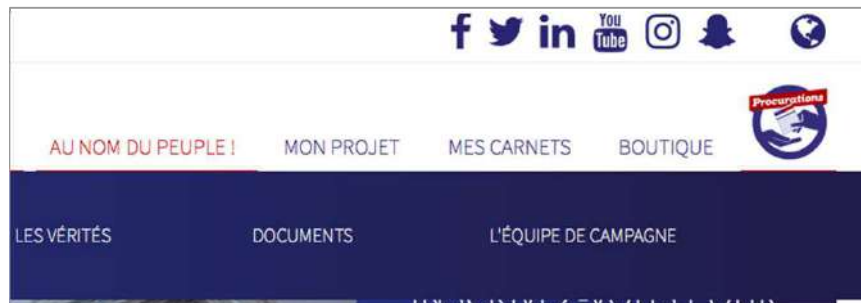 You Tube
Procurations
AU NOM DU PEUPLE ! MON PROJET MES CARNETS BOUTIQUE
LES VÉRITÉS DOCUMENTS L'ÉQUIPE DE CAMPAGNE